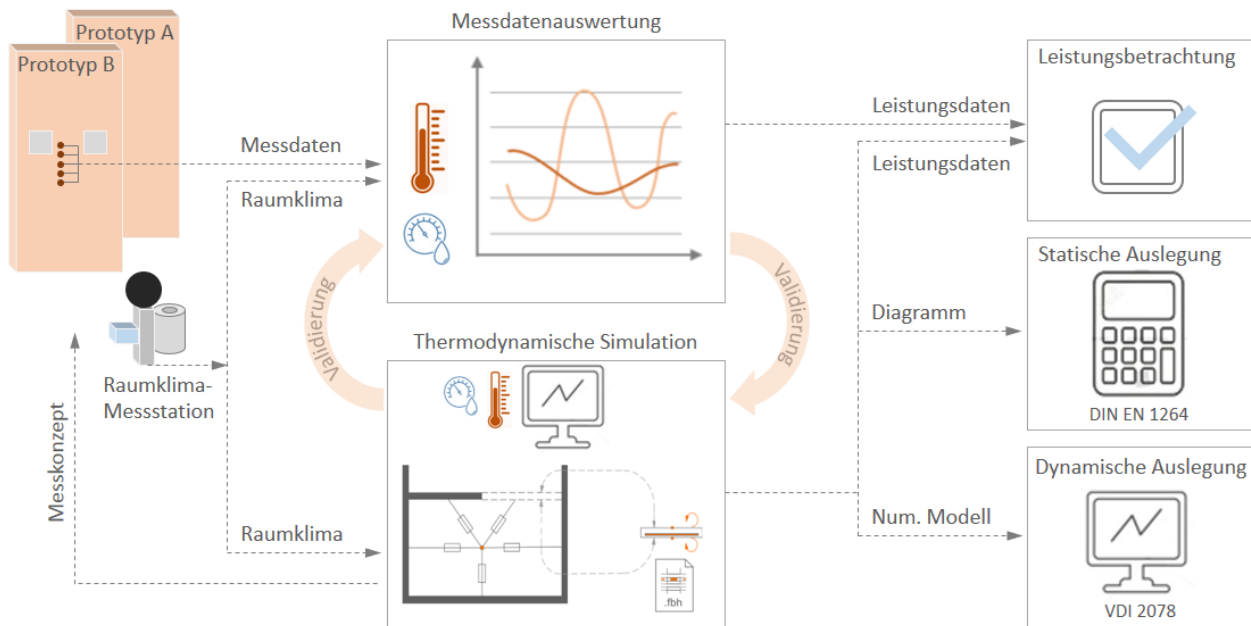 Prototyp A
Prototyp B
Messdatenauswertung
Leistungsbetrachtung
Messdaten
Raumklima
Leistungsdaten
Leistungsdaten
Validierung
Validierung
Statische Auslegung
Diagramm
DIN EN 1264
Raumklima-
Messstation
Messkonzept
Thermodynamische Simulation
Raumklima
.fbh
Dynamische Auslegung
Num. Modell
VDI 2078